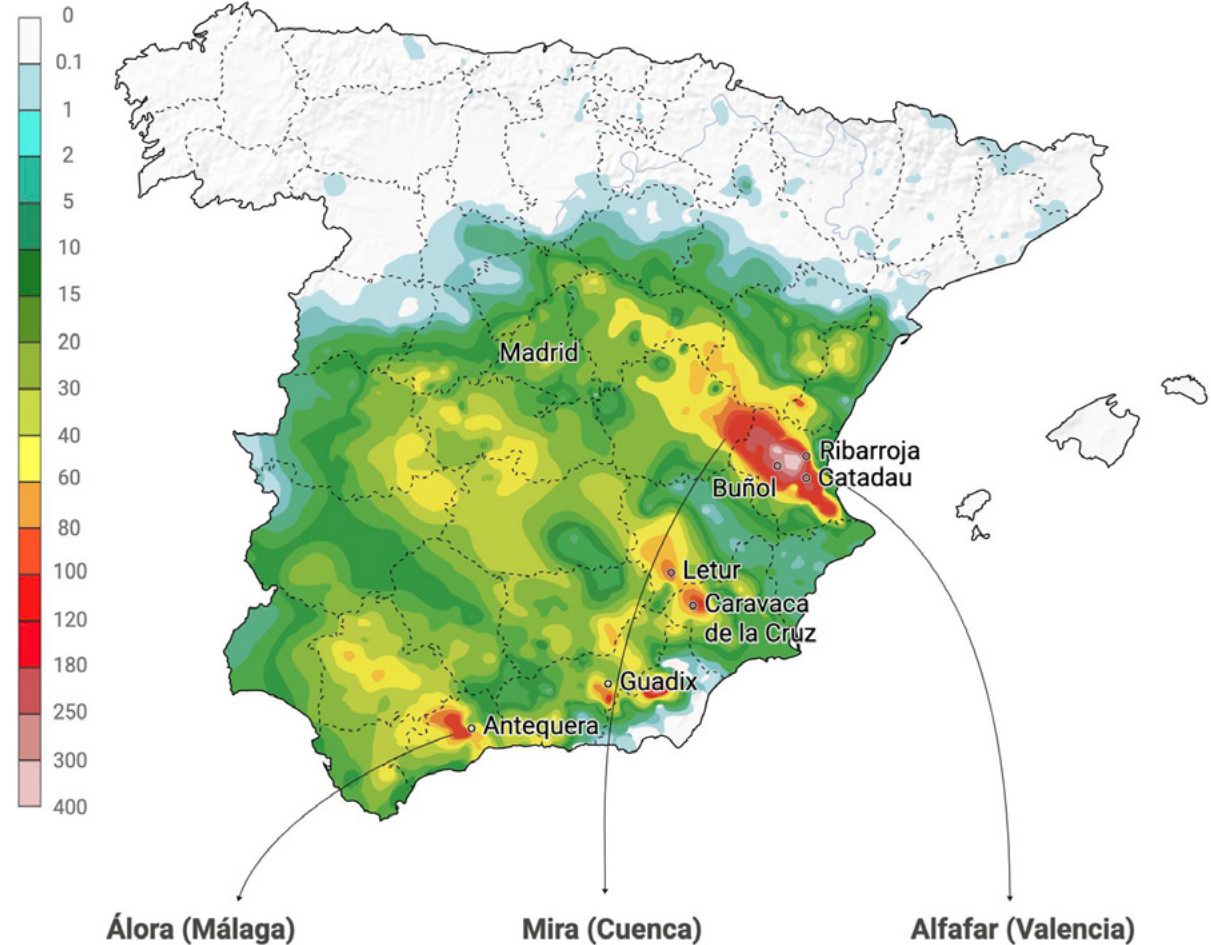 0
0.1
1
2
5
10
15
20
30
40
60
80
100
120
180
250
300
400
Madrid
Ribarroja
Catadau
Buñol
Letur
Caravaca
de la Cruz
Guadix
Antequera
Álora (Málaga)
Mira (Cuenca)
Alfafar (Valencia)